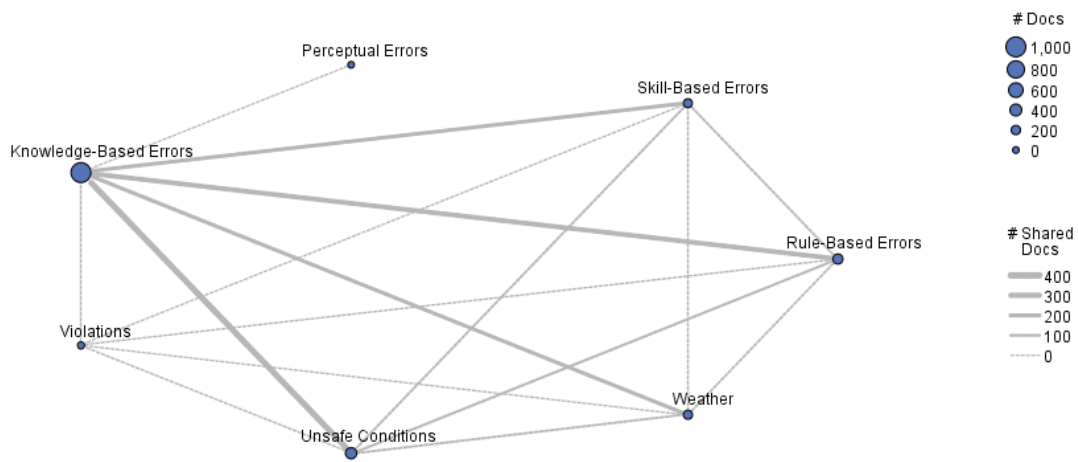 # Docs
1,000
800
600
400
200
0
Perceptual Errors
Skill-Based Errors
Knowledge-Based Errors
Rule-Based Errors
# Shared
Docs
400
300
200
100
0
Violations
Weather
Unsafe Conditions